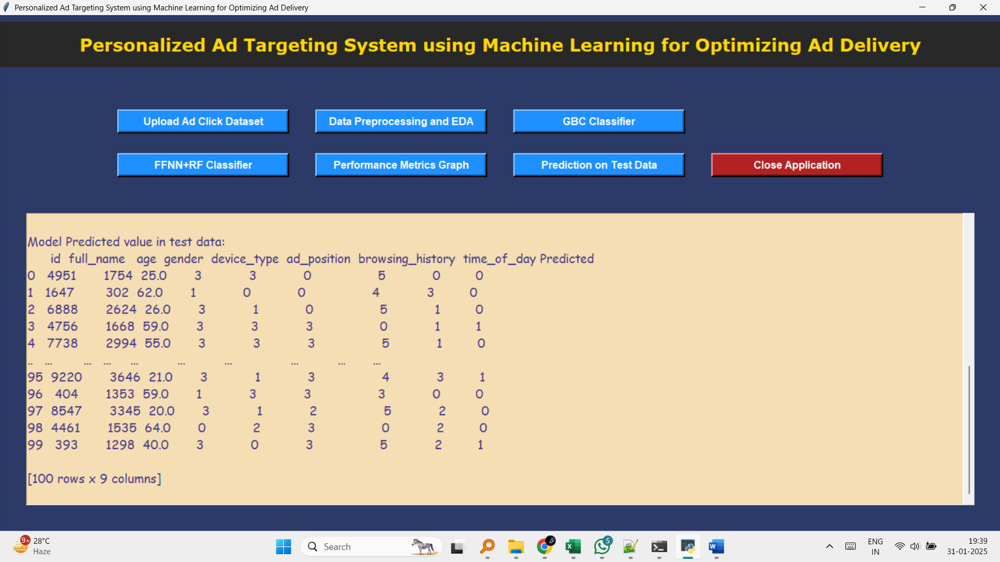 Personalized Ad Targeting System using Machine Learning for Optimizing Ad Delivery
Personalized Ad Targeting System using Machine Learning for Optimizing Ad Delivery
Upload Ad Click Dataset
Data Preprocessing and EDA
GBC Classifier
FFNN+RF Classifier
Performance Metrics Graph
Prediction on Test Data
Close Application
Model Predicted value in test data:
id full_name age gender device_type ad_position browsing_history time_of_day Predicted
0 4951 1754 25.0 3 3 0 5 0 0
1 1647 302 62.0 1 0 0 4 3 0
2 6888 2624 26.0 3 1 0 5 1 0
3 4756 1668 59.0 3 3 3 0 1 1
4 7738 2994 55.0 3 3 3 5 1 0
.. ... ... ... ... ... ... ... ... ...
95 9220 3646 21.0 3 1 3 4 3 1
96 404 1353 59.0 1 3 3 3 0 0
97 8547 3345 20.0 3 1 2 5 2 0
98 4461 1535 64.0 0 2 3 0 2 0
99 393 1298 40.0 3 0 3 5 2 1
[100 rows x 9 columns]
9+
28°C
Haze
Search
5
ENG
IN
19:39
31-01-2025